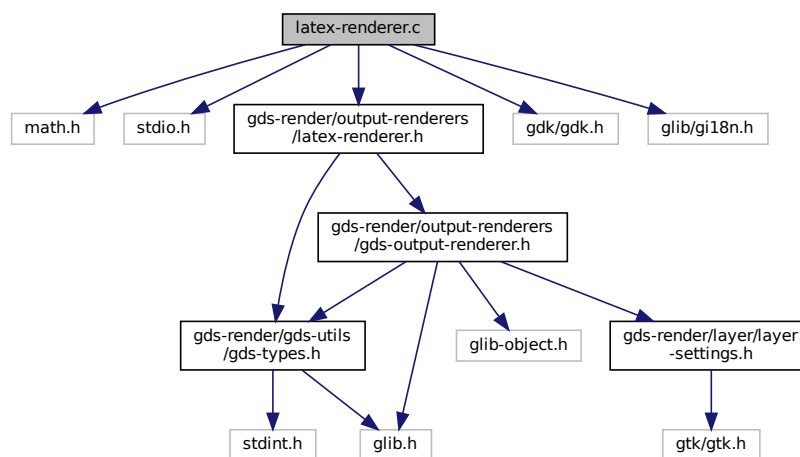 latex-renderer.c
math.h
stdio.h
gds-render/output-renderers
/latex-renderer.h
gdk/gdk.h
glib/gi18n.h
gds-render/output-renderers
/gds-output-renderer.h
gds-render/gds-utils
/gds-types.h
glib-object.h
gds-render/layer/layer
-settings.h
stdint.h
glib.h
gtk/gtk.h